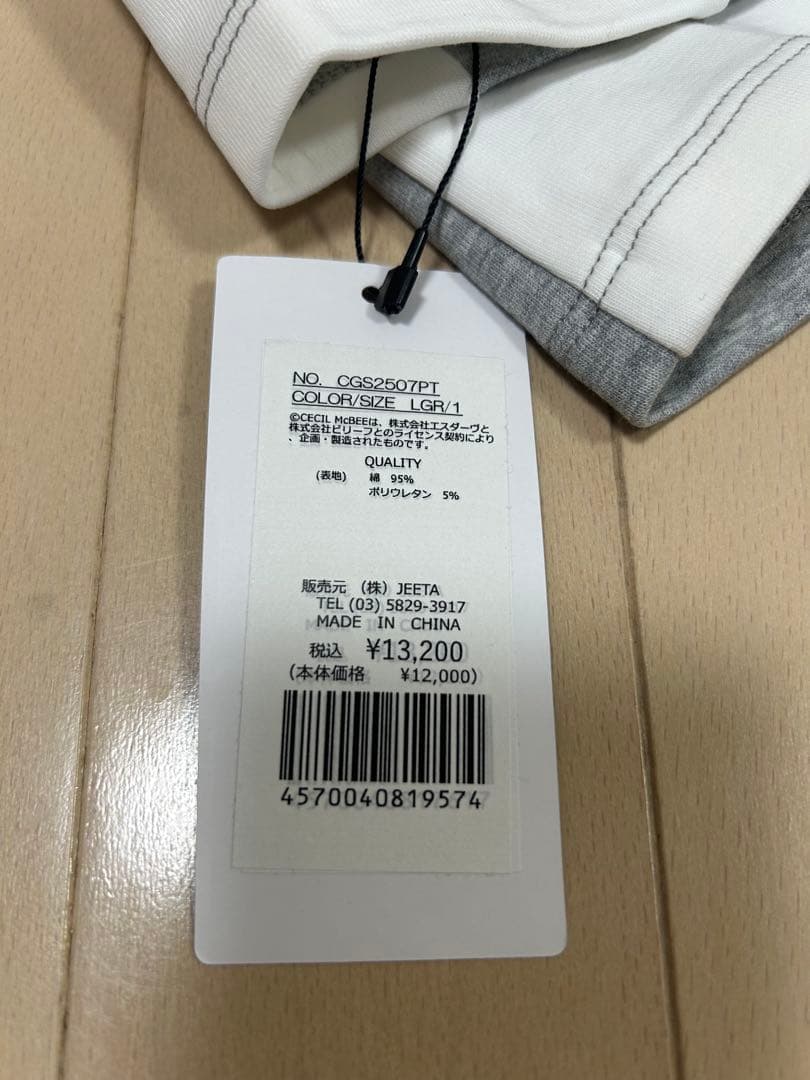 NO. CGS2507PT
COLOR/SIZE LGR/1
©CECIL McBEEは、株式会社エスダーヴと
株式会社ビリーフとのライセンス契約により
、企画・製造されたものです。
QUALITY
(表地) 綿 95%
ポリウレタン 5%
販売元 (株) JEETA
TEL (03) 5829-3917
MADE IN CHINA
税込 ¥13,200
(本体価格 ¥12,000)
4570040819574